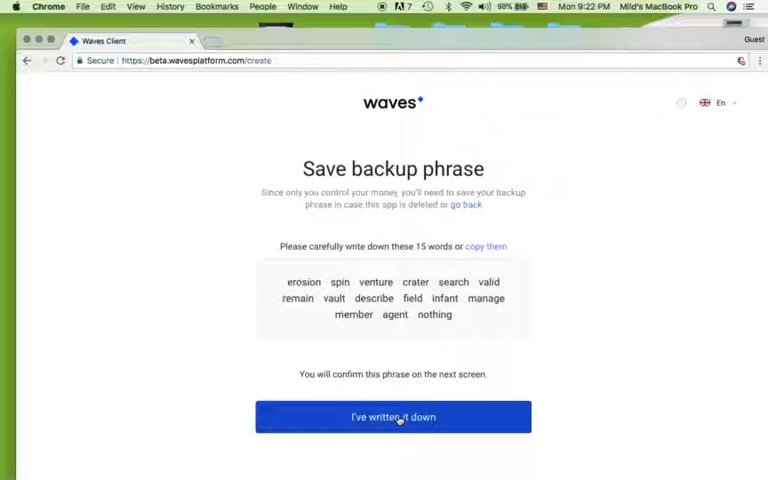 Chrome File Edit View History Bookmarks People Window Help 7 98% Mon 9:22 PM Mild's MacBook Pro
Waves Client
Guest
Secure https://beta.wavesplatform.com/create
waves
En
Save backup phrase
Since only you control your money, you'll need to save your backup
phrase in case this app is deleted or go back
Please carefully write down these 15 words or copy them
erosion spin venture crater search valid
remain vault describe field infant manage
member agent nothing
You will confirm this phrase on the next screen.
I've written it down